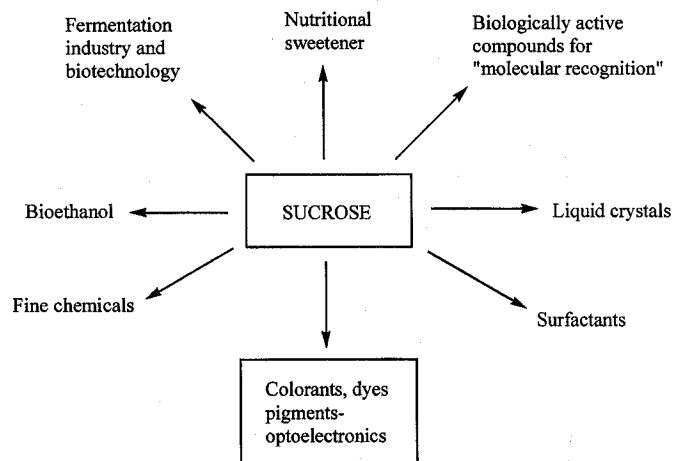 Fermentation
industry and
biotechnology
Nutritional
sweetener
Biologically active
compounds for
"molecular recognition"
Bioethanol
SUCROSE
Liquid crystals
Fine chemicals
Surfactants
Colorants, dyes
pigments-
optoelectronics